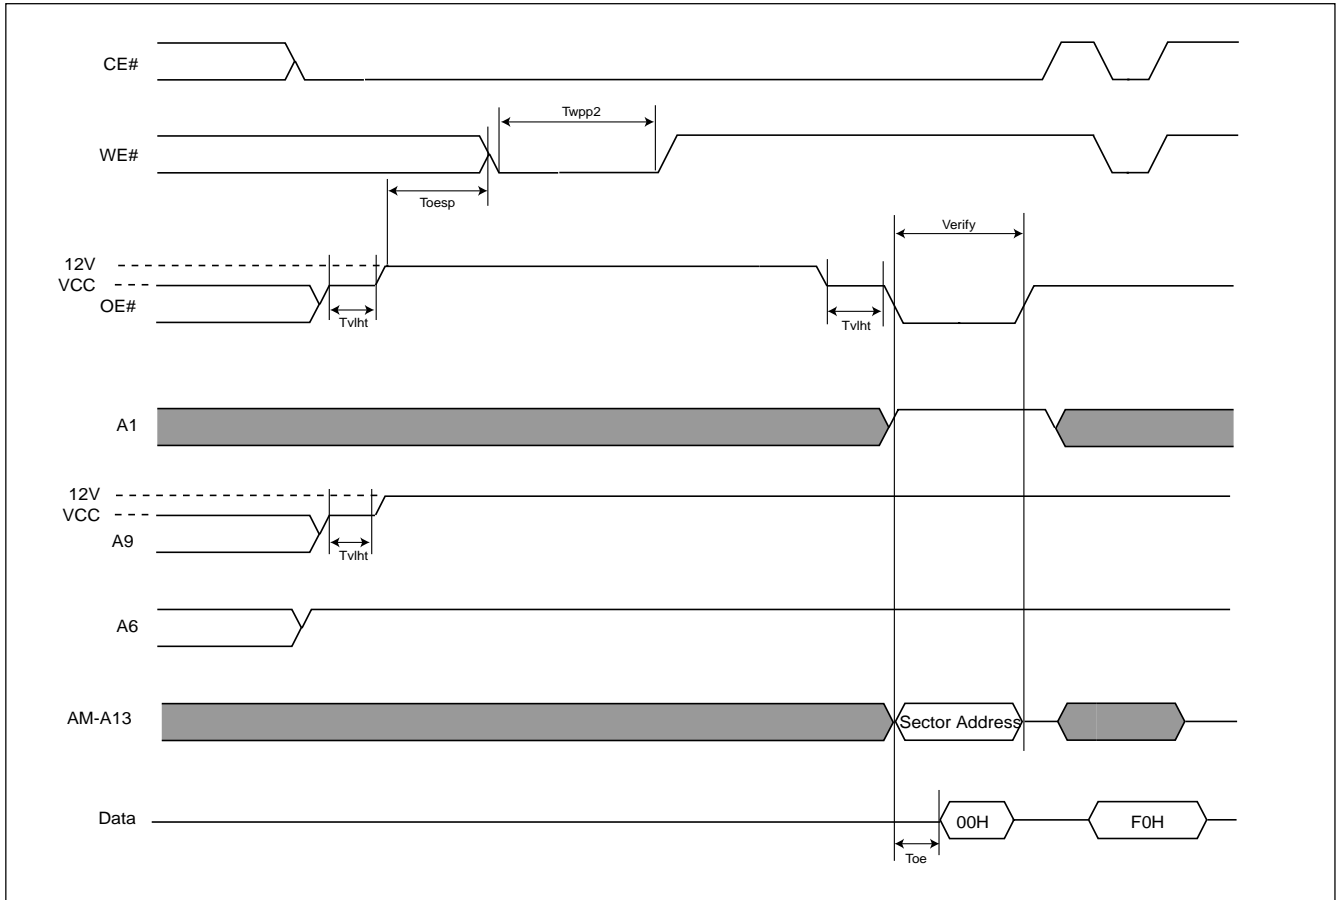 CE#
Twpp2
WE#
Toesp
Verify
12V
VCC
OE#
Tvlht
Tvlht
A1
12V
VCC
A9
Tvlht
A6
AM-A13
Sector Address
Data
00H
F0H
Toe